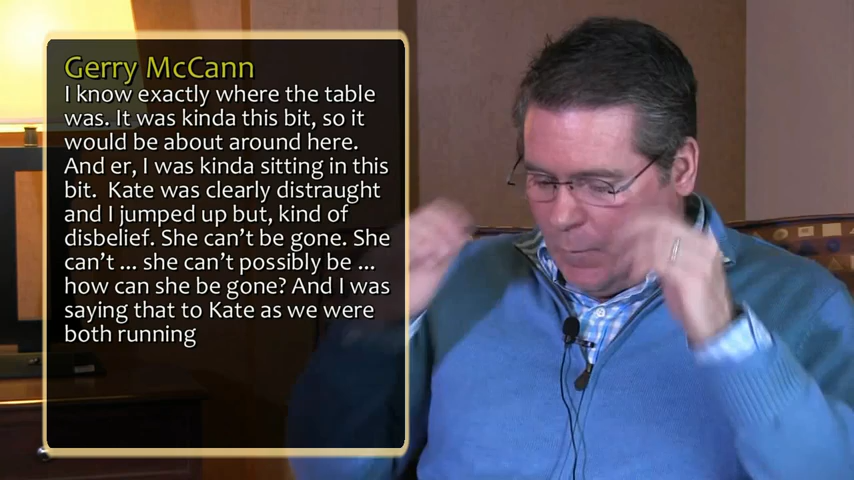 Gerry McCann
I know exactly where the table
was. It was kinda this bit, so it
would be about around here.
And er, I was kinda sitting in this
bit.  Kate was clearly distraught
and I jumped up but, kind of
disbelief. She can't be gone. She
can't ... she can't possibly be ...
how can she be gone? And I was
saying that to Kate as we were
both running